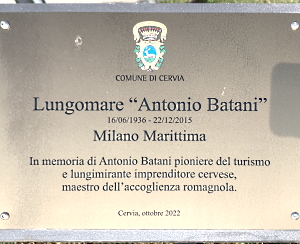 COMUNE DI CERVIA
Lungomare “Antonio Batani”
16/06/1936 - 22/12/2015
Milano Marittima
In memoria di Antonio Batani pioniere del turismo
e lungimirante imprenditore cervese,
maestro dell’accoglienza romagnola.
Cervia, ottobre 2022